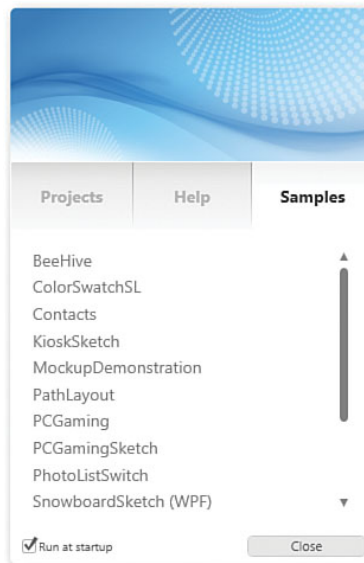 Projects Help Samples
BeeHive
ColorSwatchSL
Contacts
KioskSketch
MockupDemonstration
PathLayout
PCGaming
PCGamingSketch
PhotoListSwitch
SnowboardSketch (WPF)
Run at startup Close